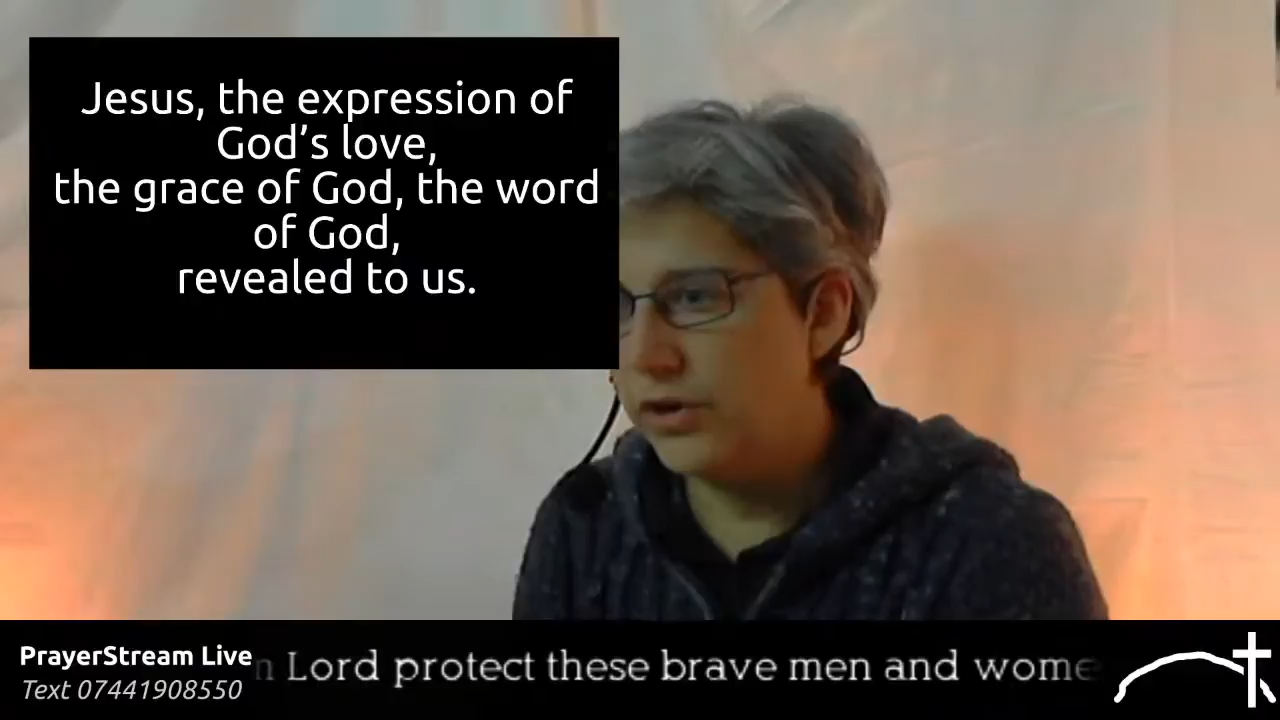 Jesus, the expression of
God’s love,
the grace of God, the word
of God,
revealed to us.
PrayerStream Live
Text 07441908550
Lord protect these brave men and